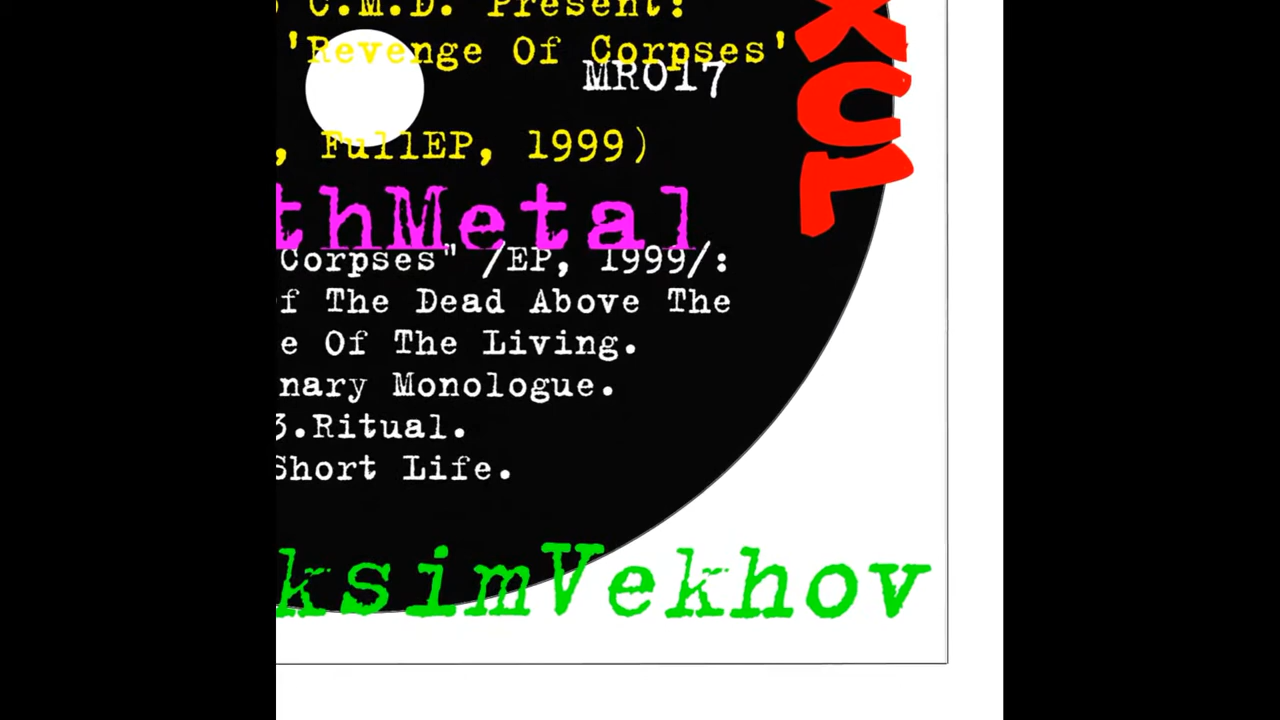 C.M.D. Present:
'Revenge Of Corpses'
MR017
, FullEP, 1999)
thMetal
Corpses" /EP, 1999/:
f The Dead Above The
e Of The Living.
nary Monologue.
3.Ritual.
Short Life.
ksimVekhov
XUL